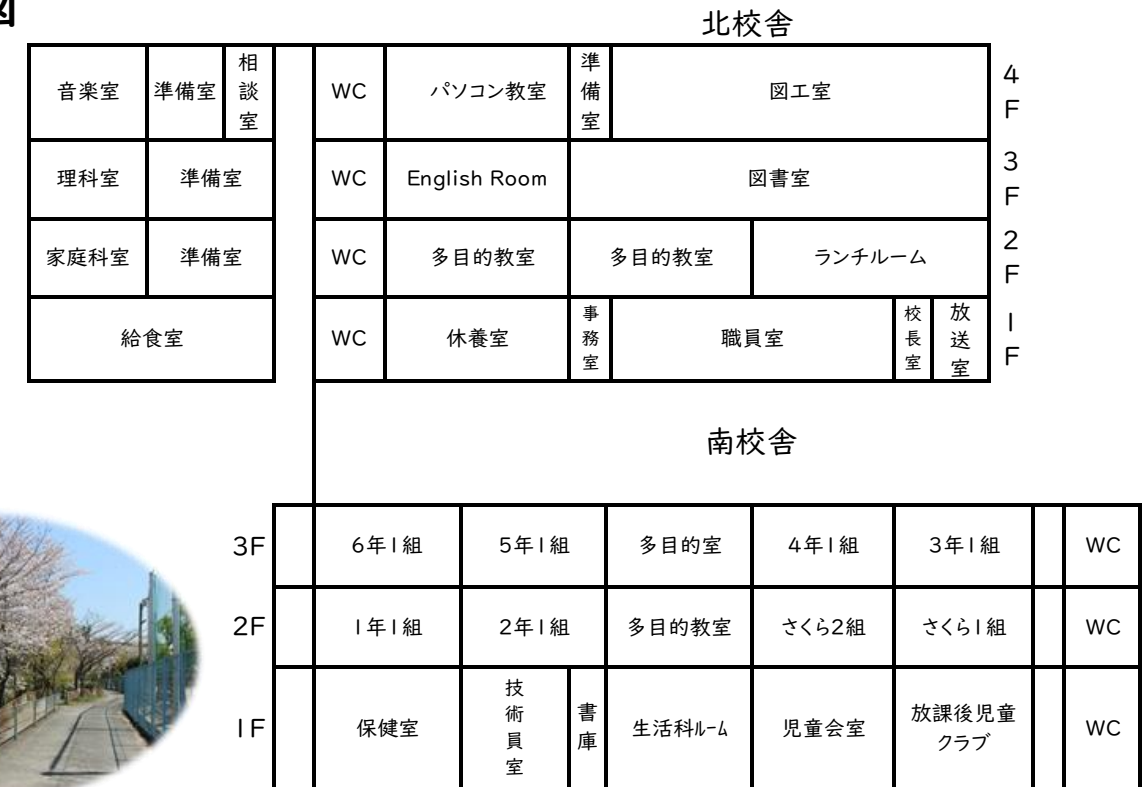 図
北校舎
音楽室 準備室 相談室 WC パソコン教室 準備室 図工室 4F
理科室 準備室 WC English Room 図書室 3F
家庭科室 準備室 WC 多目的教室 多目的教室 ランチルーム 2F
給食室 WC 休養室 事務室 職員室 校長室 放送室 1F
南校舎
3F 6年1組 5年1組 多目的室 4年1組 3年1組 WC
2F 1年1組 2年1組 多目的教室 さくら2組 さくら1組 WC
1F 保健室 技術員室 書庫 生活科ルーム 児童会室 放課後児童クラブ WC